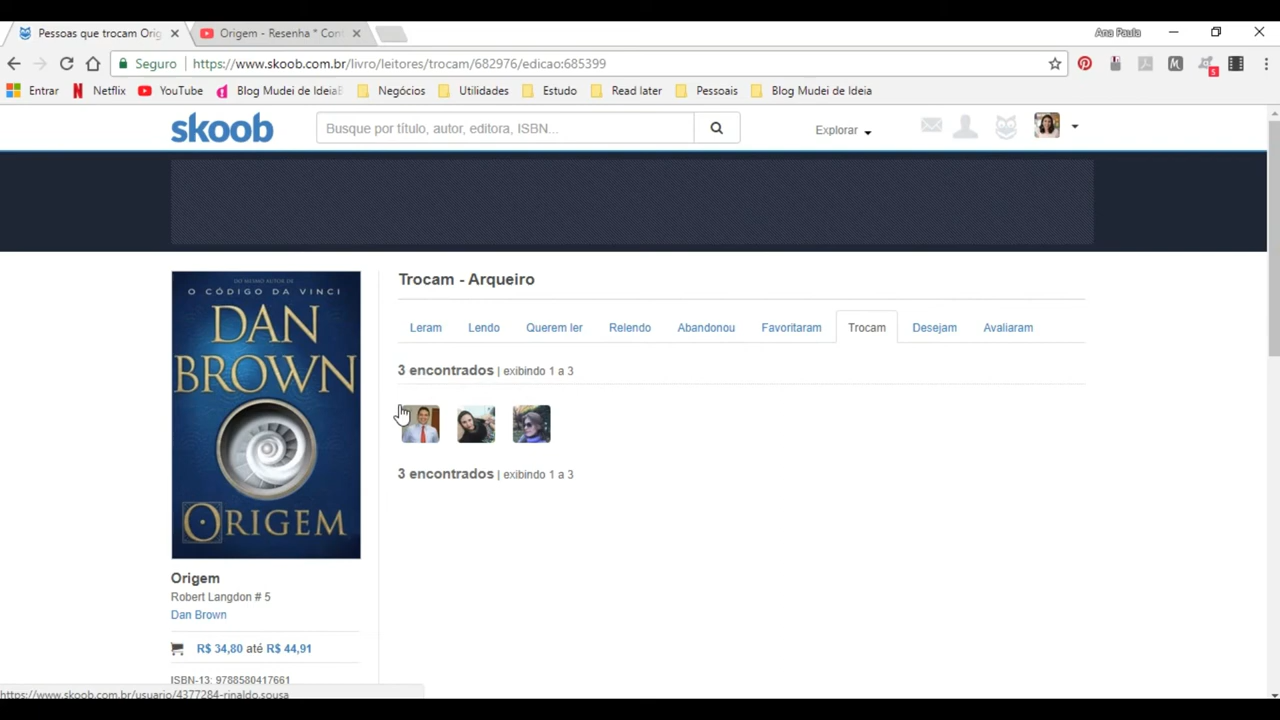 Pessoas que trocam Orig
Origem - Resenha * Con
Ana Paula
Seguro
https://www.skoob.com.br/livro/leitores/trocam/682976/edicao:685399
5
Entrar
Netflix
YouTube
Blog Mudei de Ideia
Negócios
Utilidades
Estudo
Read later
Pessoais
Blog Mudei de Ideia
skoob
Busque por título, autor, editora, ISBN...
Explorar
DO MESMO AUTOR DE
O CÓDIGO DA VINCI
DAN
BROWN
ORIGEM
Origem
Robert Langdon # 5
Dan Brown
R$ 34,80 até R$ 44,91
ISBN-13: 9788580417661
Trocam - Arqueiro
Leram
Lendo
Querem ler
Relendo
Abandonou
Favoritaram
Trocam
Desejam
Avaliaram
3 encontrados | exibindo 1 a 3
3 encontrados | exibindo 1 a 3
https://www.skoob.com.br/usuario/4377284-rinaldo.sousa